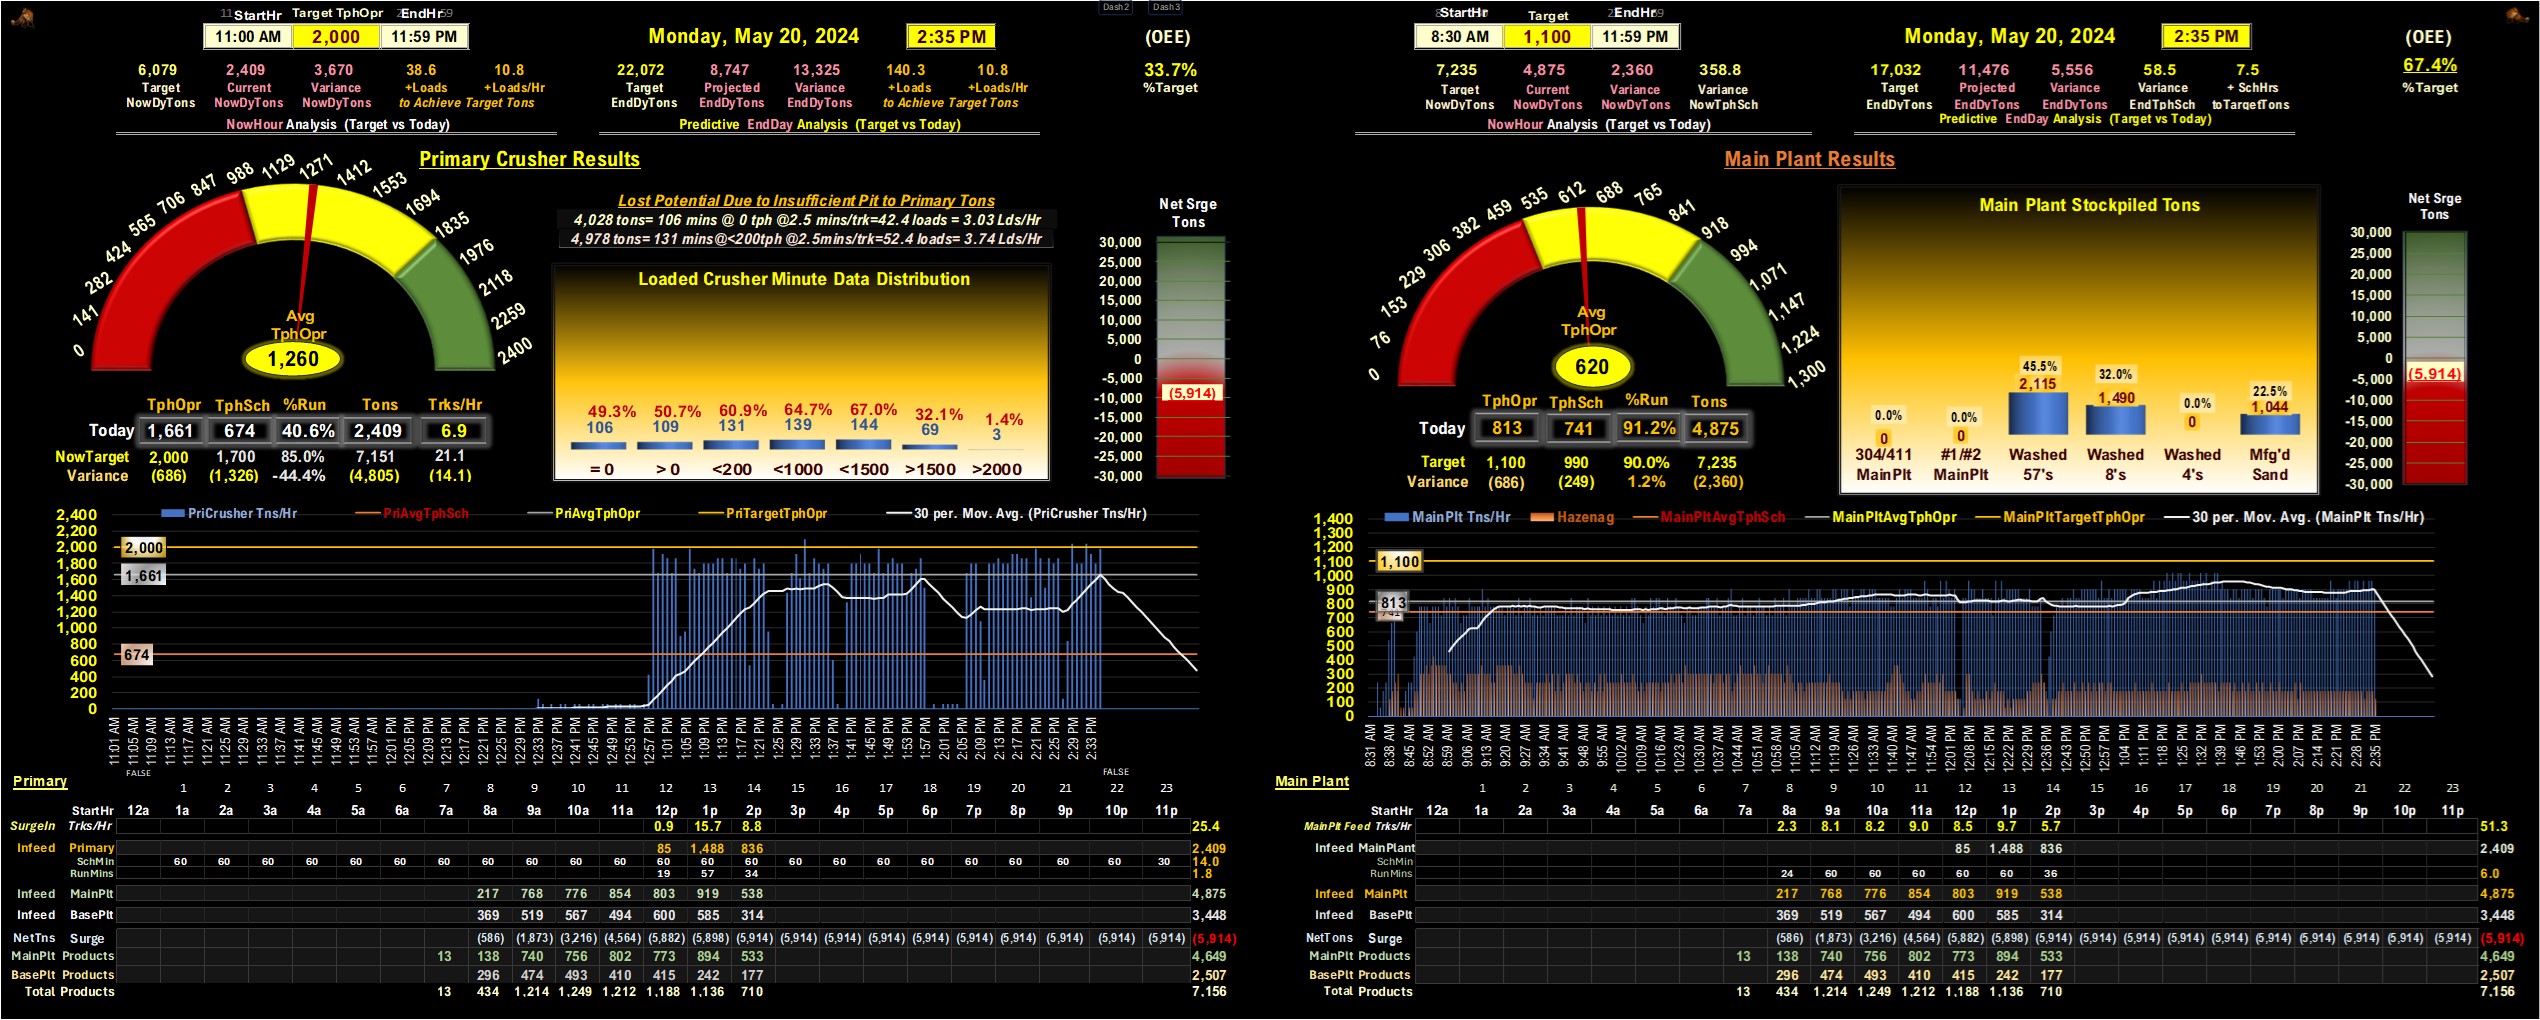 StartHr Target TphOpr EndHr
11:00 AM 2,000 11:59 PM
Monday, May 20, 2024 2:35 PM
(OEE)
33.7%
%Target
Dash2 Dash3
6,079 2,409 3,670 38.6 10.8
Target Current Variance +Loads +Loads/Hr
NowDyTons NowDyTons NowDyTons to Achieve Target Tons
NowHour Analysis (Target vs Today)
22,072 8,747 13,325 140.3 10.8
Target Projected Variance +Loads +Loads/Hr
EndDyTons EndDyTons EndDyTons to Achieve Target Tons
Predictive EndDay Analysis (Target vs Today)
Primary Crusher Results
0 141 282 424 565 706 847 988 1129 1271 1412 1553 1694 1835 1976 2118 2259 2400
Avg
TphOpr
1,260
TphOpr TphSch %Run Tons Trks/Hr
Today 1,661 674 40.6% 2,409 6.9
NowTarget 2,000 1,700 85.0% 7,151 21.1
Variance (686) (1,326) -44.4% (4,805) (14.1)
Lost Potential Due to Insufficient Pit to Primary Tons
4,028 tons= 106 mins @ 0 tph @2.5 mins/trk=42.4 loads = 3.03 Lds/Hr
4,978 tons= 131 mins@<200tph @2.5mins/trk=52.4 loads= 3.74 Lds/Hr
Loaded Crusher Minute Data Distribution
49.3% 50.7% 60.9% 64.7% 67.0% 32.1% 1.4%
106 109 131 139 144 69 3
= 0 > 0 <200 <1000 <1500 >1500 >2000
Net Srge
Tons
30,000
25,000
20,000
15,000
10,000
5,000
0
-5,000
(5,914)
-10,000
-15,000
-20,000
-25,000
-30,000
PriCrusher Tns/Hr PriAvgTphSch PriAvgTphOpr PriTargetTphOpr 30 per. Mov. Avg. (PriCrusher Tns/Hr)
2,400
2,200
2,000
1,800
1,600
1,400
1,200
1,000
800
600
400
200
0
2,000
1,661
674
11:01 AM 11:05 AM 11:09 AM 11:13 AM 11:17 AM 11:21 AM 11:25 AM 11:29 AM 11:33 AM 11:37 AM 11:41 AM 11:45 AM 11:49 AM 11:53 AM 11:57 AM 12:01 PM 12:05 PM 12:09 PM 12:13 PM 12:17 PM 12:21 PM 12:25 PM 12:29 PM 12:33 PM 12:37 PM 12:41 PM 12:45 PM 12:49 PM 12:53 PM 12:57 PM 1:01 PM 1:05 PM 1:09 PM 1:13 PM 1:17 PM 1:21 PM 1:25 PM 1:29 PM 1:33 PM 1:37 PM 1:41 PM 1:45 PM 1:49 PM 1:53 PM 1:57 PM 2:01 PM 2:05 PM 2:09 PM 2:13 PM 2:17 PM 2:21 PM 2:25 PM 2:29 PM 2:33 PM
FALSE FALSE
Primary
1 2 3 4 5 6 7 8 9 10 11 12 13 14 15 16 17 18 19 20 21 22 23
StartHr 12a 1a 2a 3a 4a 5a 6a 7a 8a 9a 10a 11a 12p 1p 2p 3p 4p 5p 6p 7p 8p 9p 10p 11p
SurgeIn Trks/Hr 0.9 15.7 8.8 25.4
Infeed Primary 85 1,488 836 2,409
SchMin 60 60 60 60 60 60 60 60 60 60 60 60 60 60 60 60 60 60 60 60 60 60 30 14.0
RunMins 19 57 34 1.8
Infeed MainPlt 217 768 776 854 803 919 538 4,875
Infeed BasePlt 369 519 567 494 600 585 314 3,448
NetTns Surge (586) (1,873) (3,216) (4,564) (5,882) (5,898) (5,914) (5,914) (5,914) (5,914) (5,914) (5,914) (5,914) (5,914) (5,914) (5,914) (5,914)
MainPlt Products 13 138 740 756 802 773 894 533 4,649
BasePlt Products 296 474 493 410 415 242 177 2,507
Total Products 13 434 1,214 1,249 1,212 1,188 1,136 710 7,156
StartHr Target EndHr
8:30 AM 1,100 11:59 PM
Monday, May 20, 2024 2:35 PM
(OEE)
67.4%
%Target
7,235 4,875 2,360 358.8
Target Current Variance Variance
NowDyTons NowDyTons NowDyTons NowTphSch
NowHour Analysis (Target vs Today)
17,032 11,476 5,556 58.5 7.5
Target Projected Variance Variance + SchHrs
EndDyTons EndDyTons EndDyTons EndTphSch toTargetTons
Predictive EndDay Analysis (Target vs Today)
Main Plant Results
0 76 153 229 306 382 459 535 612 688 765 841 918 994 1,071 1,147 1,224 1,300
Avg
TphOpr
620
TphOpr TphSch %Run Tons
Today 813 741 91.2% 4,875
Target 1,100 990 90.0% 7,235
Variance (686) (249) 1.2% (2,360)
Main Plant Stockpiled Tons
0.0% 0.0% 45.5% 32.0% 0.0% 22.5%
0 0 2,115 1,490 0 1,044
304/411 #1/#2 Washed Washed Washed Mfg'd
MainPlt MainPlt 57's 8's 4's Sand
Net Srge
Tons
30,000
25,000
20,000
15,000
10,000
5,000
0
(5,914)
-5,000
-10,000
-15,000
-20,000
-25,000
-30,000
MainPlt Tns/Hr Hazenag MainPltAvgTphSch MainPltAvgTphOpr MainPltTargetTphOpr 30 per. Mov. Avg. (MainPlt Tns/Hr)
1,400
1,300
1,200
1,100
1,000
900
800
700
600
500
400
300
200
100
0
1,100
813
8:31 AM 8:38 AM 8:45 AM 8:52 AM 8:59 AM 9:06 AM 9:13 AM 9:20 AM 9:27 AM 9:34 AM 9:41 AM 9:48 AM 9:55 AM 10:02 AM 10:09 AM 10:16 AM 10:23 AM 10:30 AM 10:37 AM 10:44 AM 10:51 AM 10:58 AM 11:05 AM 11:12 AM 11:19 AM 11:26 AM 11:33 AM 11:40 AM 11:47 AM 11:54 PM 12:01 PM 12:08 PM 12:15 PM 12:22 PM 12:29 PM 12:36 PM 12:43 PM 12:50 PM 12:57 PM 1:04 PM 1:11 PM 1:18 PM 1:25 PM 1:32 PM 1:39 PM 1:46 PM 1:53 PM 2:00 PM 2:07 PM 2:14 PM 2:21 PM 2:28 PM 2:35 PM
Main Plant
1 2 3 4 5 6 7 8 9 10 11 12 13 14 15 16 17 18 19 20 21 22 23
StartHr 12a 1a 2a 3a 4a 5a 6a 7a 8a 9a 10a 11a 12p 1p 2p 3p 4p 5p 6p 7p 8p 9p 10p 11p
MainPlt Feed Trks/Hr 2.3 8.1 8.2 9.0 8.5 9.7 5.7 51.3
Infeed MainPlant 85 1,488 836 2,409
SchMin
RunMins 24 60 60 60 60 60 36 6.0
Infeed MainPlt 217 768 776 854 803 919 538 4,875
Infeed BasePlt 369 519 567 494 600 585 314 3,448
NetTons Surge (586) (1,873) (3,216) (4,564) (5,882) (5,898) (5,914) (5,914) (5,914) (5,914) (5,914) (5,914) (5,914) (5,914) (5,914) (5,914) (5,914)
MainPlt Products 13 138 740 756 802 773 894 533 4,649
BasePlt Products 296 474 493 410 415 242 177 2,507
Total Products 13 434 1,214 1,249 1,212 1,188 1,136 710 7,156